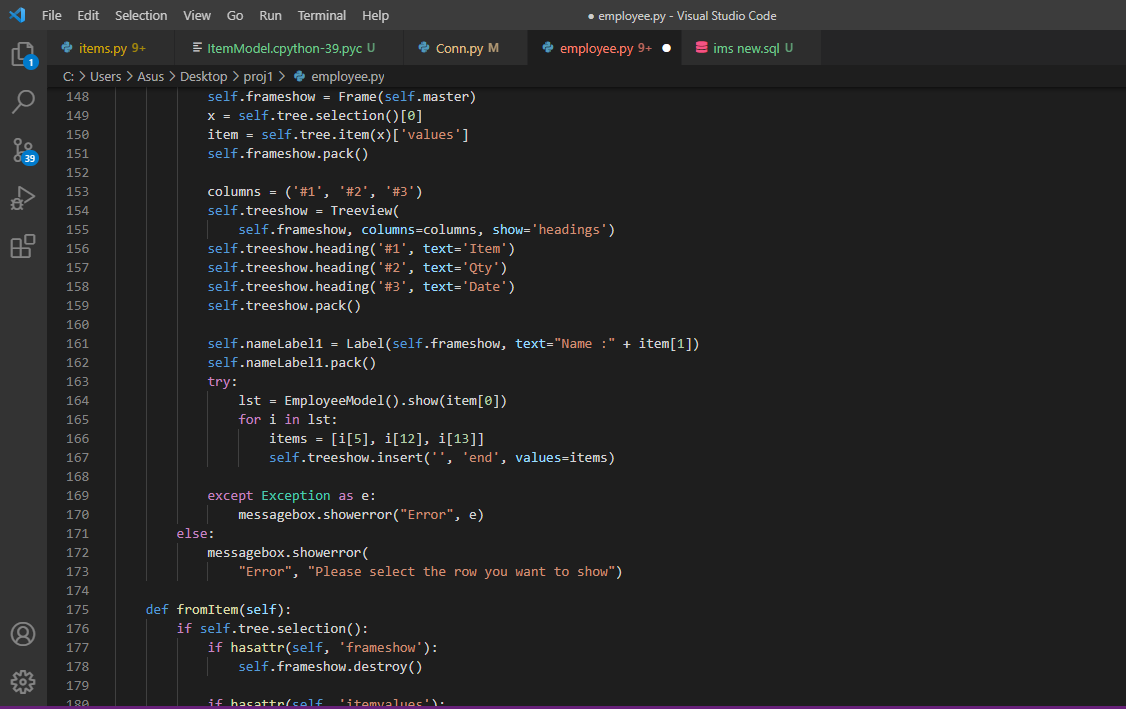 File Edit Selection View Go Run Terminal Help ● employee.py - Visual Studio Code
items.py 9+ ItemModel.cpython-39.pyc U Conn.py M employee.py 9+ ● ims new.sql U
C: > Users > Asus > Desktop > proj1 > employee.py
1
39
148 self.frameshow = Frame(self.master)
149 x = self.tree.selection()[0]
150 item = self.tree.item(x)['values']
151 self.frameshow.pack()
152
153 columns = ('#1', '#2', '#3')
154 self.treeshow = Treeview(
155 self.frameshow, columns=columns, show='headings')
156 self.treeshow.heading('#1', text='Item')
157 self.treeshow.heading('#2', text='Qty')
158 self.treeshow.heading('#3', text='Date')
159 self.treeshow.pack()
160
161 self.nameLabel1 = Label(self.frameshow, text="Name :" + item[1])
162 self.nameLabel1.pack()
163 try:
164 lst = EmployeeModel().show(item[0])
165 for i in lst:
166 items = [i[5], i[12], i[13]]
167 self.treeshow.insert('', 'end', values=items)
168
169 except Exception as e:
170 messagebox.showerror("Error", e)
171 else:
172 messagebox.showerror(
173 "Error", "Please select the row you want to show")
174
175 def fromItem(self):
176 if self.tree.selection():
177 if hasattr(self, 'frameshow'):
178 self.frameshow.destroy()
179
180 if hasattr(self, 'itemvalues'):